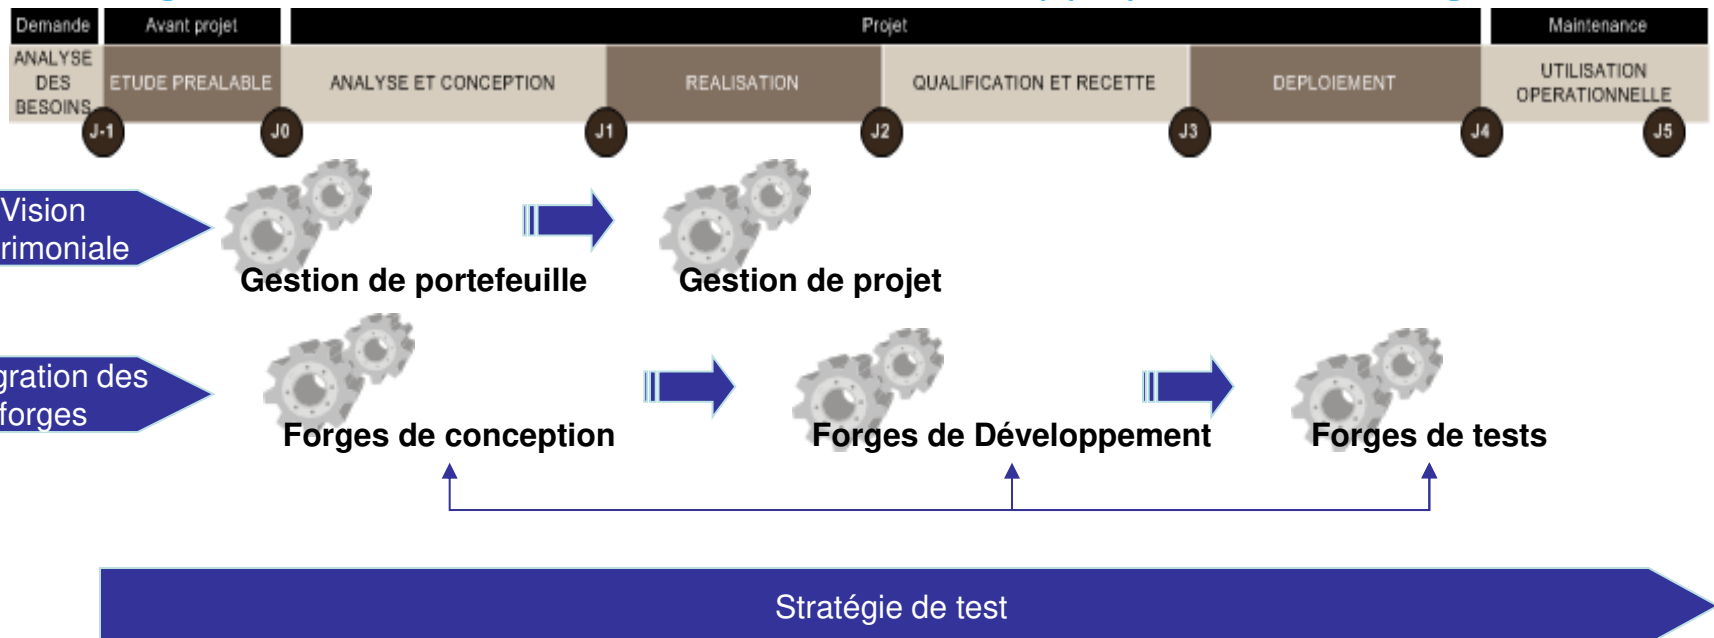 Demande Avant projet Projet Maintenance
ANALYSE DES BESOINS ETUDE PREALABLE ANALYSE ET CONCEPTION REALISATION QUALIFICATION ET RECETTE DEPLOIEMENT UTILISATION OPERATIONNELLE
J-1 J0 J1 J2 J3 J4 J5
Vision
rimoniale
Gestion de portefeuille Gestion de projet
gration des
forges
Forges de conception Forges de Développement Forges de tests
Stratégie de test